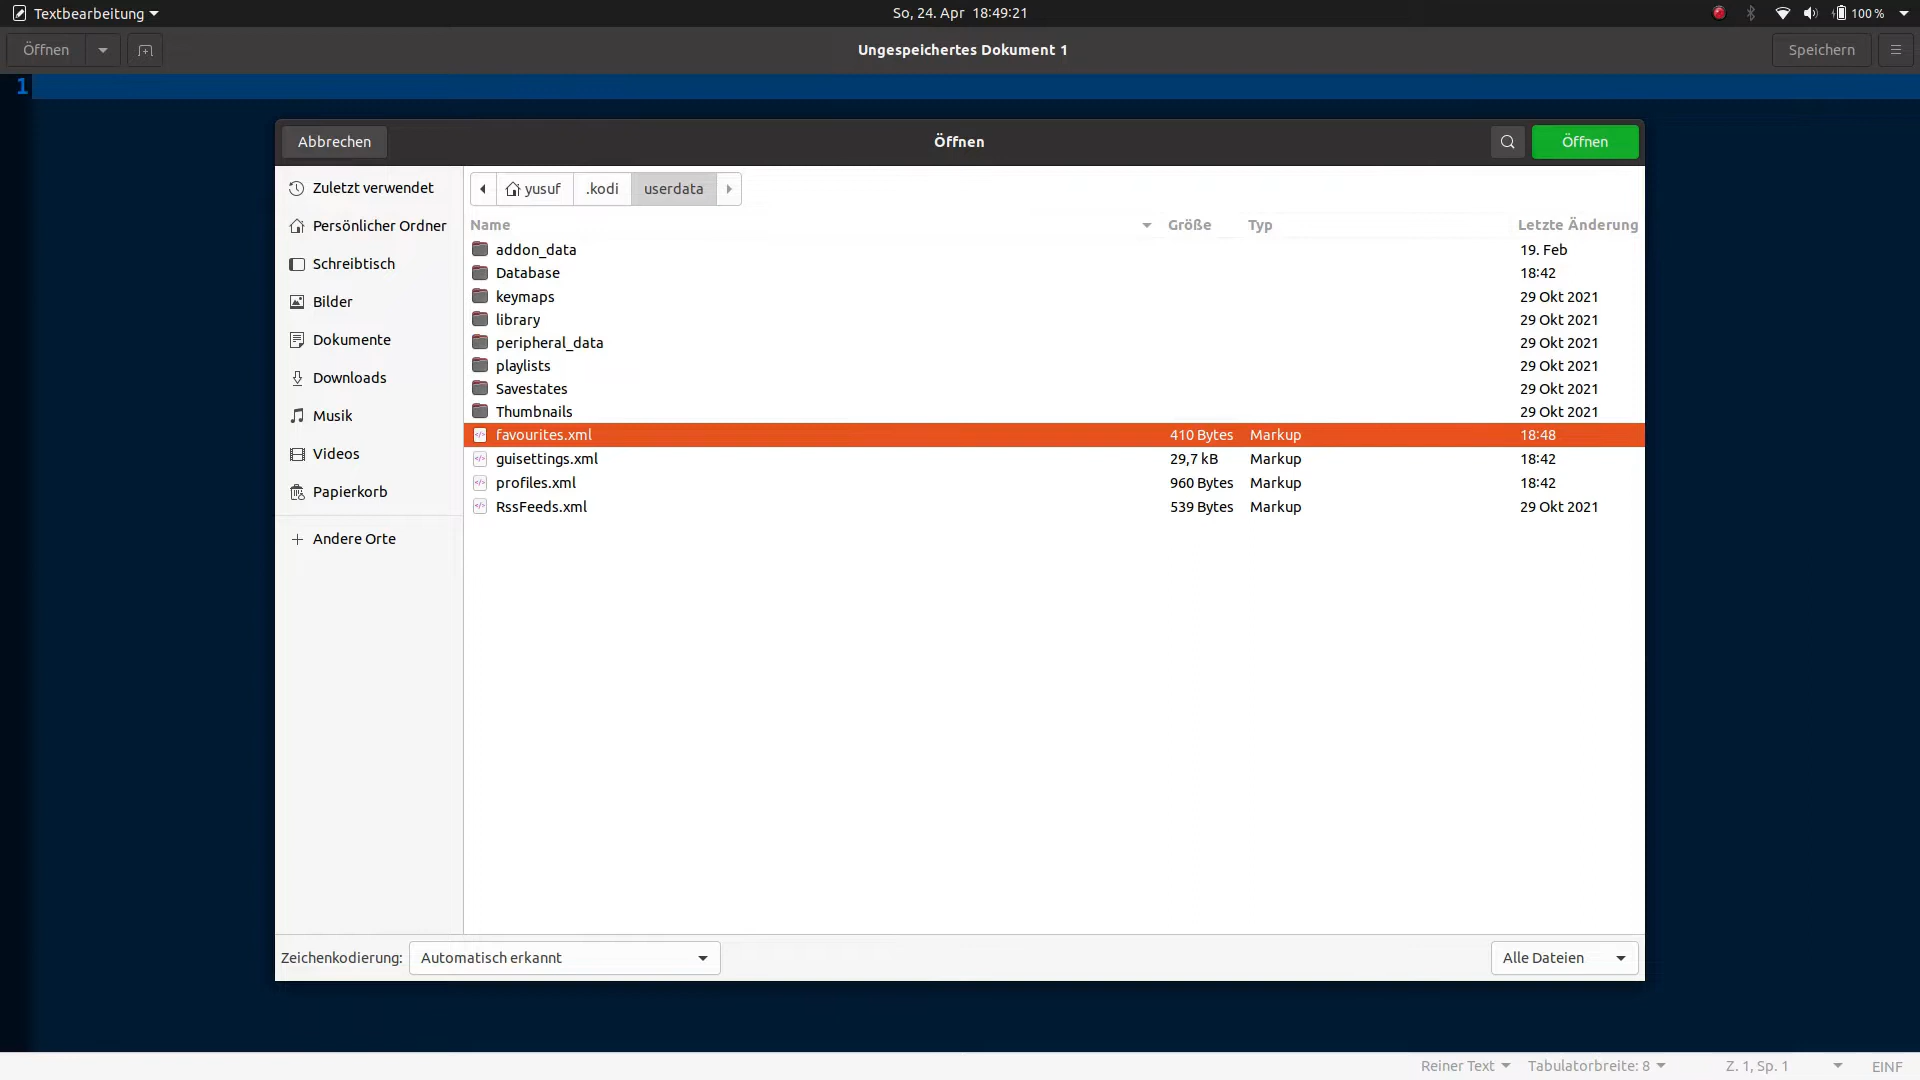 Textbearbeitung
So, 24. Apr 18:49:21
100 %
Öffnen
Ungespeichertes Dokument 1
Speichern
1
Abbrechen
Öffnen
Öffnen
Zuletzt verwendet
Persönlicher Ordner
Schreibtisch
Bilder
Dokumente
Downloads
Musik
Videos
Papierkorb
Andere Orte
yusuf .kodi userdata
Name Größe Typ Letzte Änderung
addon_data 19. Feb
Database 18:42
keymaps 29 Okt 2021
library 29 Okt 2021
peripheral_data 29 Okt 2021
playlists 29 Okt 2021
Savestates 29 Okt 2021
Thumbnails 29 Okt 2021
favourites.xml 410 Bytes Markup 18:48
guisettings.xml 29,7 kB Markup 18:42
profiles.xml 960 Bytes Markup 18:42
RssFeeds.xml 539 Bytes Markup 29 Okt 2021
Zeichenkodierung: Automatisch erkannt
Alle Dateien
Reiner Text Tabulatorbreite: 8 Z. 1, Sp. 1 EINF